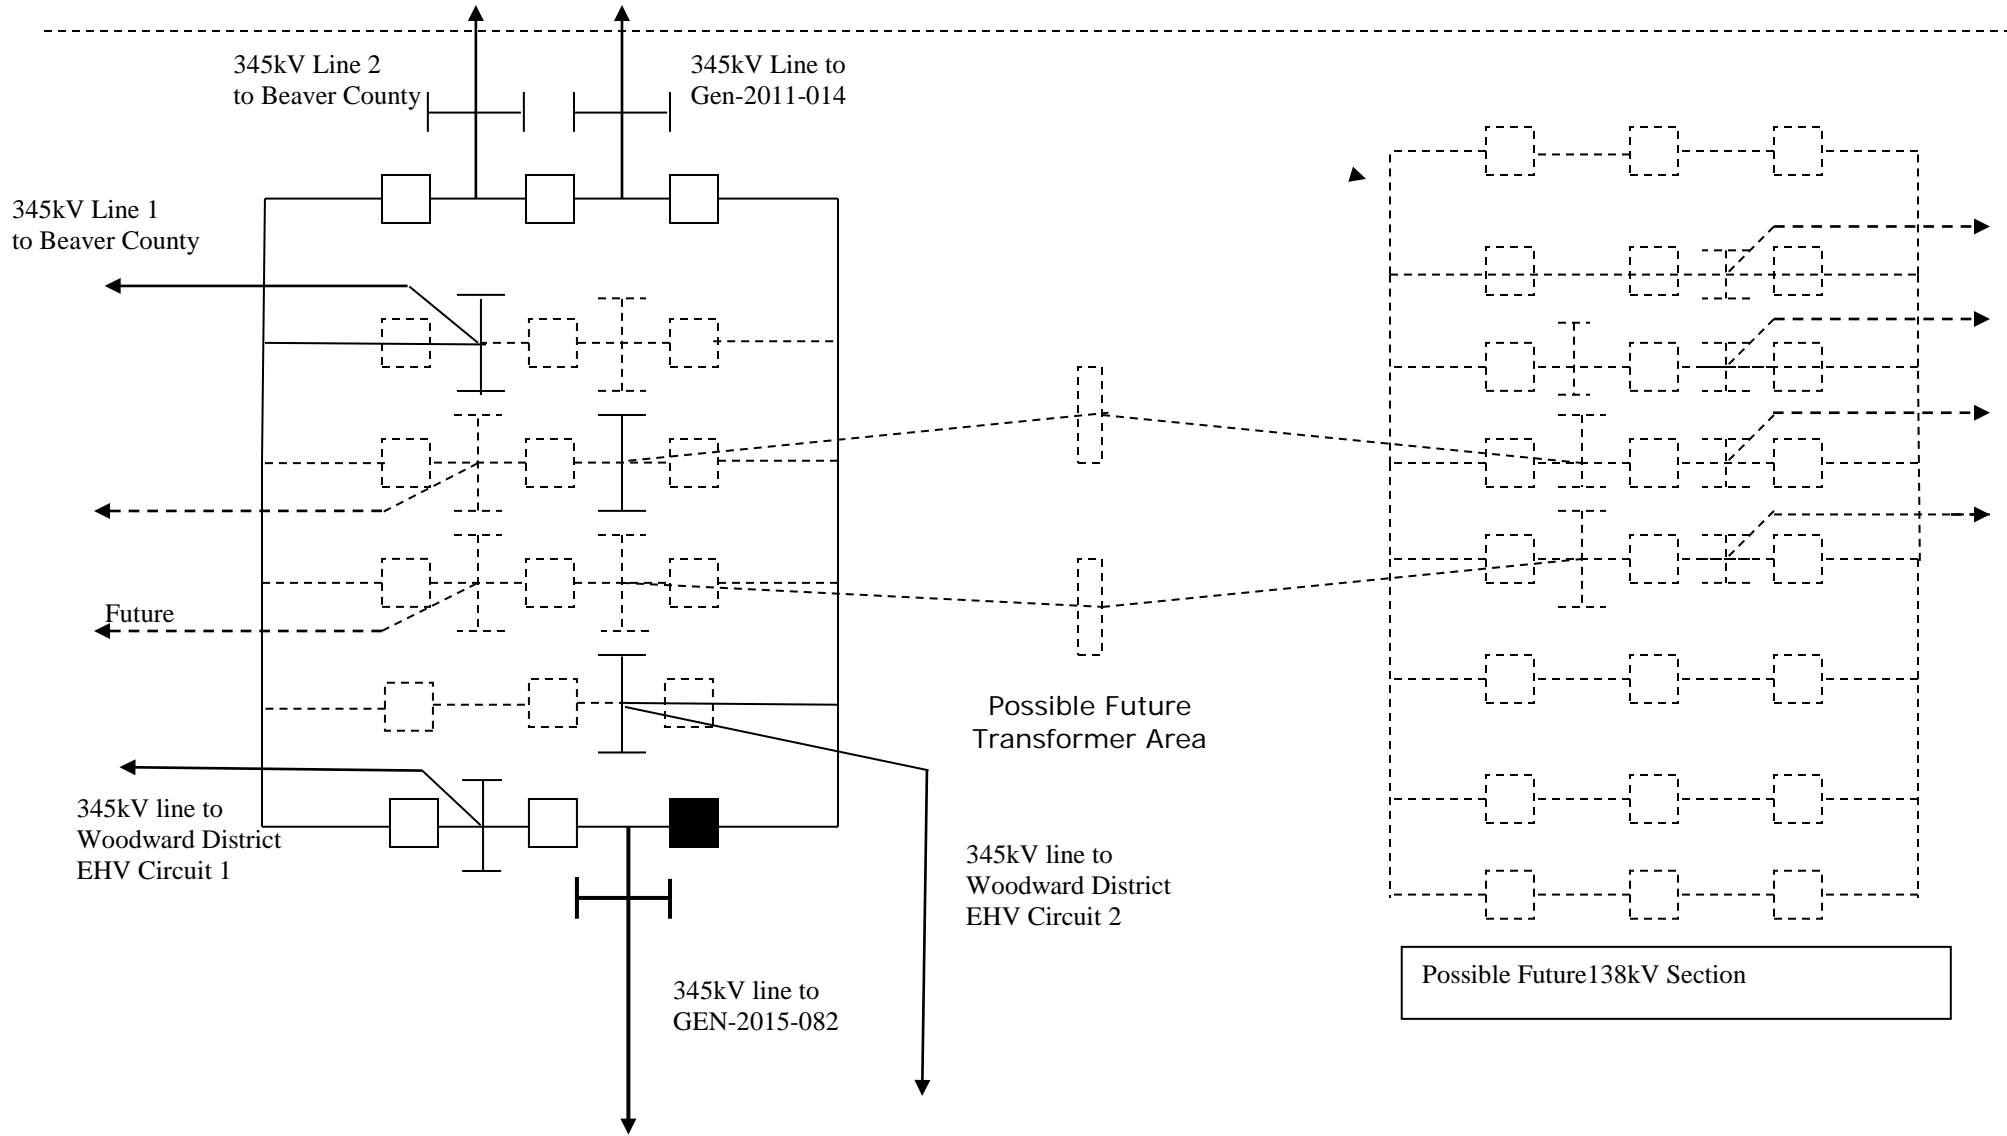 345kV Line 2
to Beaver County
345kV Line to
Gen-2011-014
345kV Line 1
to Beaver County
Future
Possible Future
Transformer Area
345kV line to
Woodward District
EHV Circuit 1
345kV line to
Woodward District
EHV Circuit 2
345kV line to
GEN-2015-082
Possible Future138kV Section